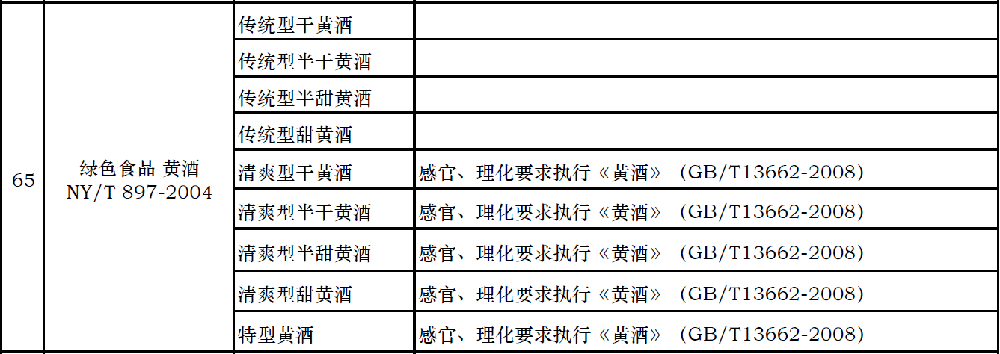 65
绿色食品 黄酒
NY/T 897-2004
传统型干黄酒
传统型半干黄酒
传统型半甜黄酒
传统型甜黄酒
清爽型干黄酒 感官、理化要求执行《黄酒》（GB/T13662-2008）
清爽型半干黄酒 感官、理化要求执行《黄酒》（GB/T13662-2008）
清爽型半甜黄酒 感官、理化要求执行《黄酒》（GB/T13662-2008）
清爽型甜黄酒 感官、理化要求执行《黄酒》（GB/T13662-2008）
特型黄酒 感官、理化要求执行《黄酒》（GB/T13662-2008）